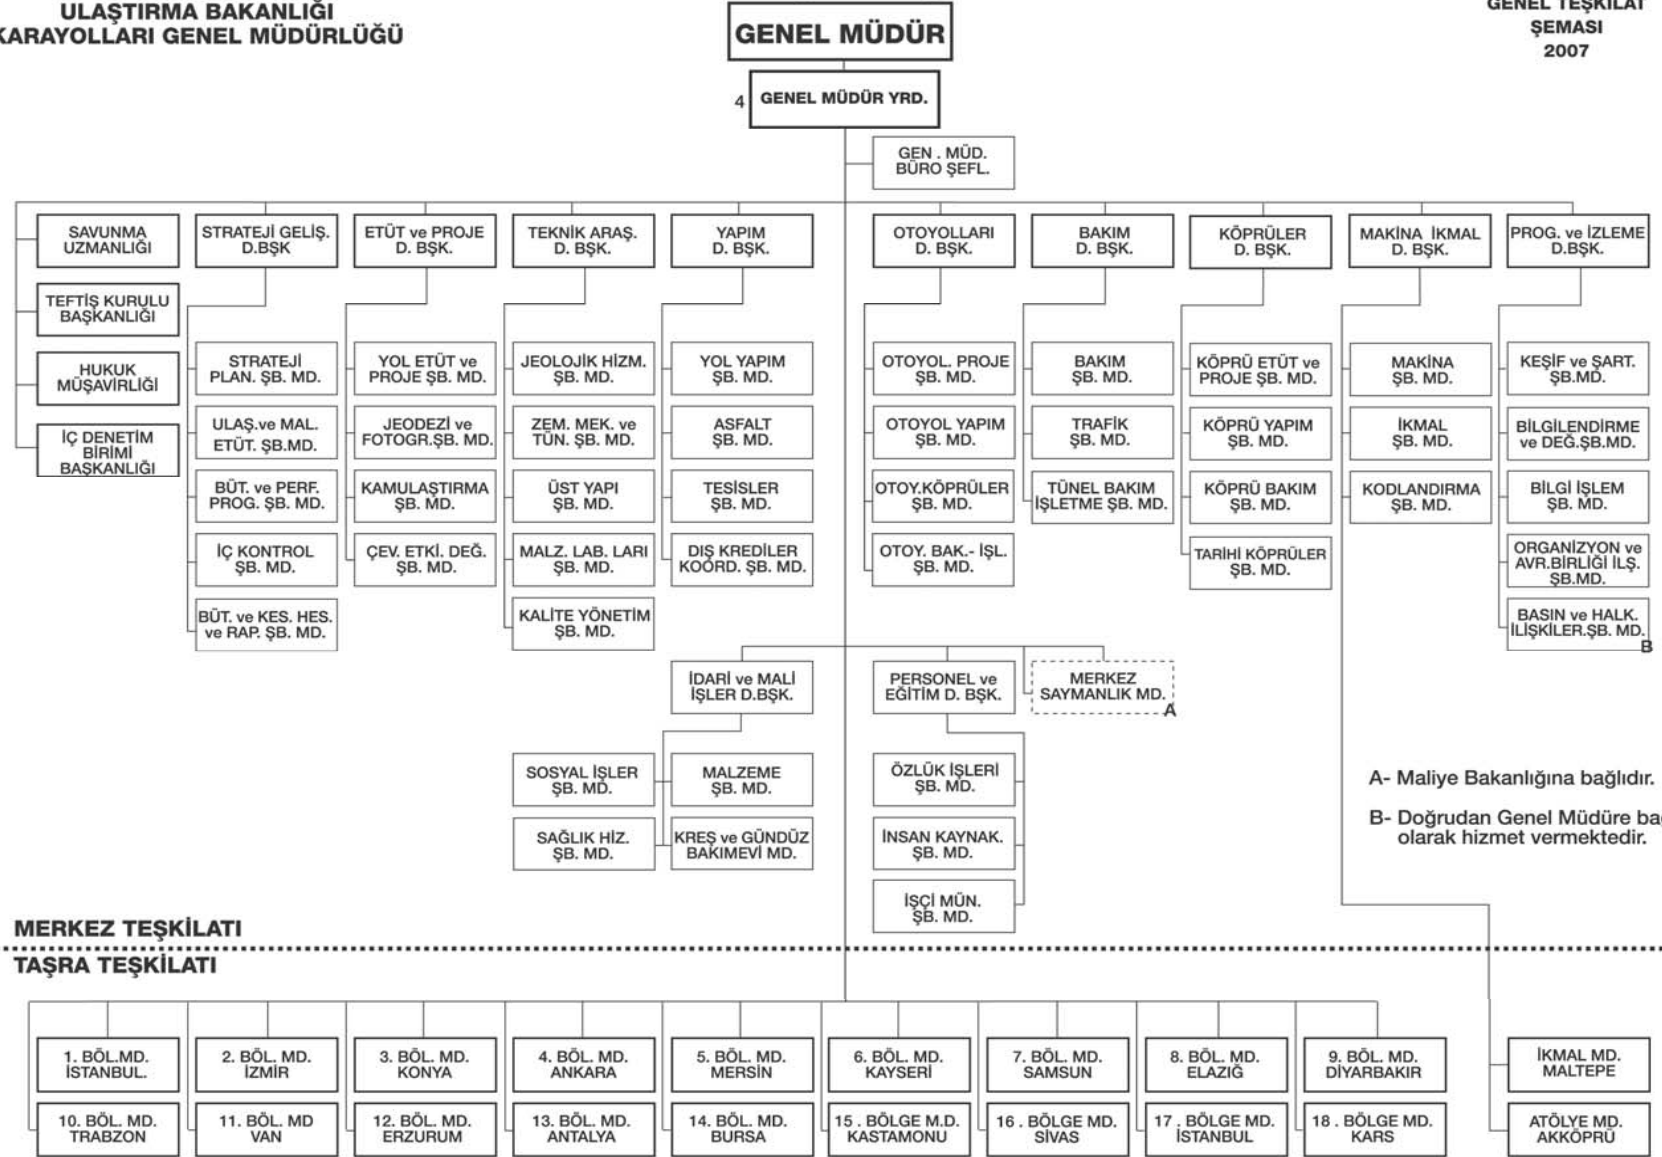 ULAŞTIRMA BAKANLIĞI
KARAYOLLARI GENEL MÜDÜRLÜĞÜ
GENEL TEŞKİLAT
ŞEMASI
2007
GENEL MÜDÜR
4
GENEL MÜDÜR YRD.
GEN . MÜD.
BÜRO ŞEFL.
SAVUNMA
UZMANLIĞI
TEFTİŞ KURULU
BAŞKANLIĞI
HUKUK
MÜŞAVİRLİĞİ
İÇ DENETİM
BİRİMİ
BAŞKANLIĞI
STRATEJİ GELİŞ.
D.BŞK
STRATEJİ
PLAN. ŞB. MD.
ULAŞ.ve MAL.
ETÜT. ŞB.MD.
BÜT. ve PERF.
PROG. ŞB. MD.
İÇ KONTROL
ŞB. MD.
BÜT. ve KES. HES.
ve RAP. ŞB. MD.
ETÜT ve PROJE
D. BŞK.
YOL ETÜT ve
PROJE ŞB. MD.
JEODEZİ ve
FOTOGR.ŞB. MD.
KAMULAŞTIRMA
ŞB. MD.
ÇEV. ETKİ. DEĞ.
ŞB. MD.
TEKNİK ARAŞ.
D. BŞK.
JEOLOJİK HİZM.
ŞB. MD.
ZEM. MEK. ve
TÜN. ŞB. MD.
ÜST YAPI
ŞB. MD.
MALZ. LAB. LARI
ŞB. MD.
KALİTE YÖNETİM
ŞB. MD.
YAPIM
D. BŞK.
YOL YAPIM
ŞB. MD.
ASFALT
ŞB. MD.
TESİSLER
ŞB. MD.
DIŞ KREDİLER
KOORD. ŞB. MD.
OTOYOLLARI
D. BŞK.
OTOYOL. PROJE
ŞB. MD.
OTOYOL YAPIM
ŞB. MD.
OTOY.KÖPRÜLER
ŞB. MD.
OTOY. BAK.- İŞL.
ŞB. MD.
BAKIM
D. BŞK.
BAKIM
ŞB. MD.
TRAFİK
ŞB. MD.
TÜNEL BAKIM
İŞLETME ŞB. MD.
KÖPRÜLER
D. BŞK.
KÖPRÜ ETÜT ve
PROJE ŞB. MD.
KÖPRÜ YAPIM
ŞB. MD.
KÖPRÜ BAKIM
ŞB. MD.
TARİHİ KÖPRÜLER
ŞB. MD.
MAKİNA İKMAL
D. BŞK.
MAKİNA
ŞB. MD.
İKMAL
ŞB. MD.
KODLANDIRMA
ŞB. MD.
PROG. ve İZLEME
D.BŞK.
KEŞİF ve ŞART.
ŞB.MD.
BİLGİLENDİRME
ve DEĞ.ŞB.MD.
BİLGİ İŞLEM
ŞB. MD.
ORGANİZYON ve
AVR.BİRLİĞİ İLŞ.
ŞB.MD.
BASIN ve HALK.
İLİŞKİLER.ŞB. MD.
B
İDARİ ve MALİ
İŞLER D.BŞK.
SOSYAL İŞLER
ŞB. MD.
MALZEME
ŞB. MD.
SAĞLIK HİZ.
ŞB. MD.
KREŞ ve GÜNDÜZ
BAKIMEVİ MD.
PERSONEL ve
EĞİTİM D. BŞK.
ÖZLÜK İŞLERİ
ŞB. MD.
İNSAN KAYNAK.
ŞB. MD.
İŞÇİ MÜN.
ŞB. MD.
MERKEZ
SAYMANLIK MD.
A
A- Maliye Bakanlığına bağlıdır.
B- Doğrudan Genel Müdüre
olarak hizmet vermektedir.
MERKEZ TEŞKİLATI
TAŞRA TEŞKİLATI
1. BÖL.MD.
İSTANBUL.
2. BÖL. MD.
İZMİR
3. BÖL. MD.
KONYA
4. BÖL. MD.
ANKARA
5. BÖL. MD.
MERSİN
6. BÖL. MD.
KAYSERİ
7. BÖL. MD.
SAMSUN
8. BÖL. MD.
ELAZIĞ
9. BÖL. MD.
DİYARBAKIR
İKMAL MD.
MALTEPE
10. BÖL. MD.
TRABZON
11. BÖL. MD
VAN
12. BÖL. MD.
ERZURUM
13. BÖL. MD.
ANTALYA
14. BÖL. MD.
BURSA
15 . BÖLGE M.D.
KASTAMONU
16 . BÖLGE MD.
SİVAS
17 . BÖLGE MD.
İSTANBUL
18 . BÖLGE MD.
KARS
ATÖLYE MD.
AKKÖPRÜ